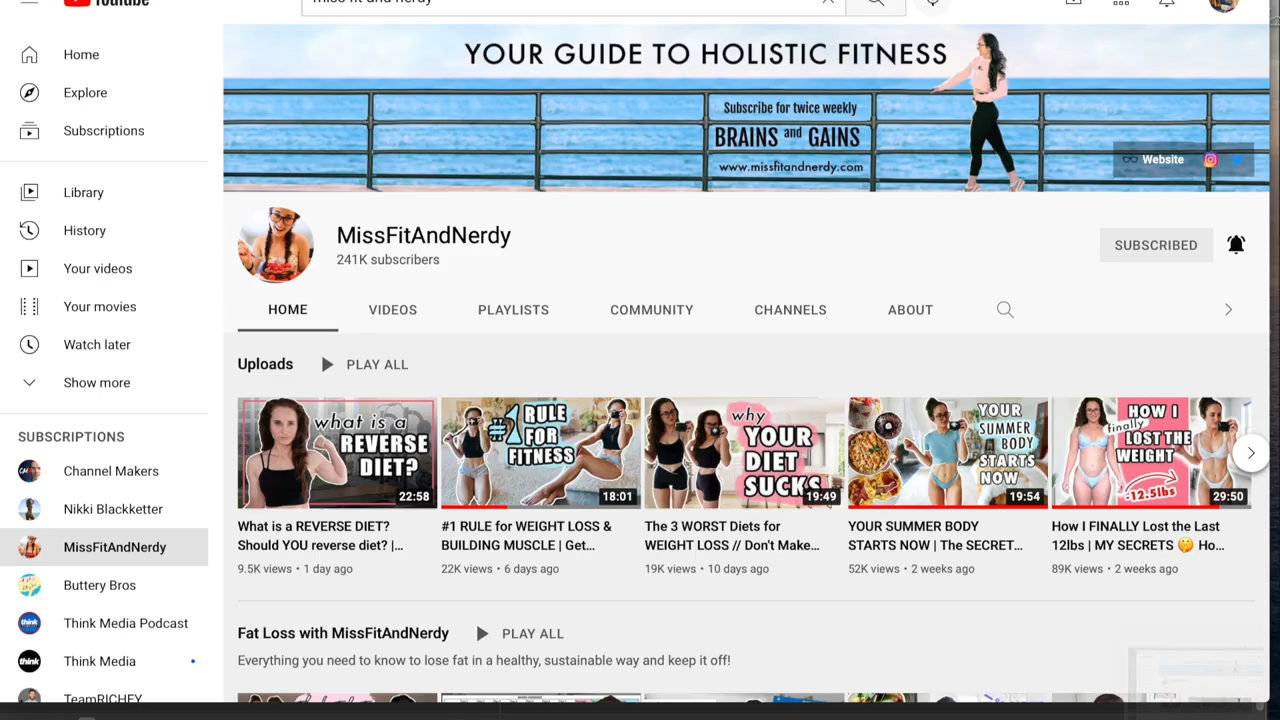 YouTube
miss fit and nerdy
Home
Explore
Subscriptions
Library
History
Your videos
Your movies
Watch later
Show more
SUBSCRIPTIONS
Channel Makers
Nikki Blackketter
MissFitAndNerdy
Buttery Bros
Think Media Podcast
Think Media
TeamRICHEY
YOUR GUIDE TO HOLISTIC FITNESS
Subscribe for twice weekly
BRAINS and GAINS
www.missfitandnerdy.com
Website
MissFitAndNerdy
241K subscribers
SUBSCRIBED
HOME VIDEOS PLAYLISTS COMMUNITY CHANNELS ABOUT
Uploads PLAY ALL
what is a
REVERSE
DIET?
22:58
What is a REVERSE DIET?
Should YOU reverse diet? |...
9.5K views • 1 day ago
#1 RULE
FOR
FITNESS
18:01
#1 RULE for WEIGHT LOSS &
BUILDING MUSCLE | Get...
22K views • 6 days ago
why
YOUR
DIET
SUCKS
19:49
The 3 WORST Diets for
WEIGHT LOSS // Don't Make...
19K views • 10 days ago
YOUR
SUMMER
BODY
STARTS
NOW
19:54
YOUR SUMMER BODY
STARTS NOW | The SECRET...
52K views • 2 weeks ago
HOW I
finally
LOST THE
WEIGHT
-12.5lbs
29:50
How I FINALLY Lost the Last
12lbs | MY SECRETS 🤫 Ho...
89K views • 2 weeks ago
Fat Loss with MissFitAndNerdy PLAY ALL
Everything you need to know to lose fat in a healthy, sustainable way and keep it off!